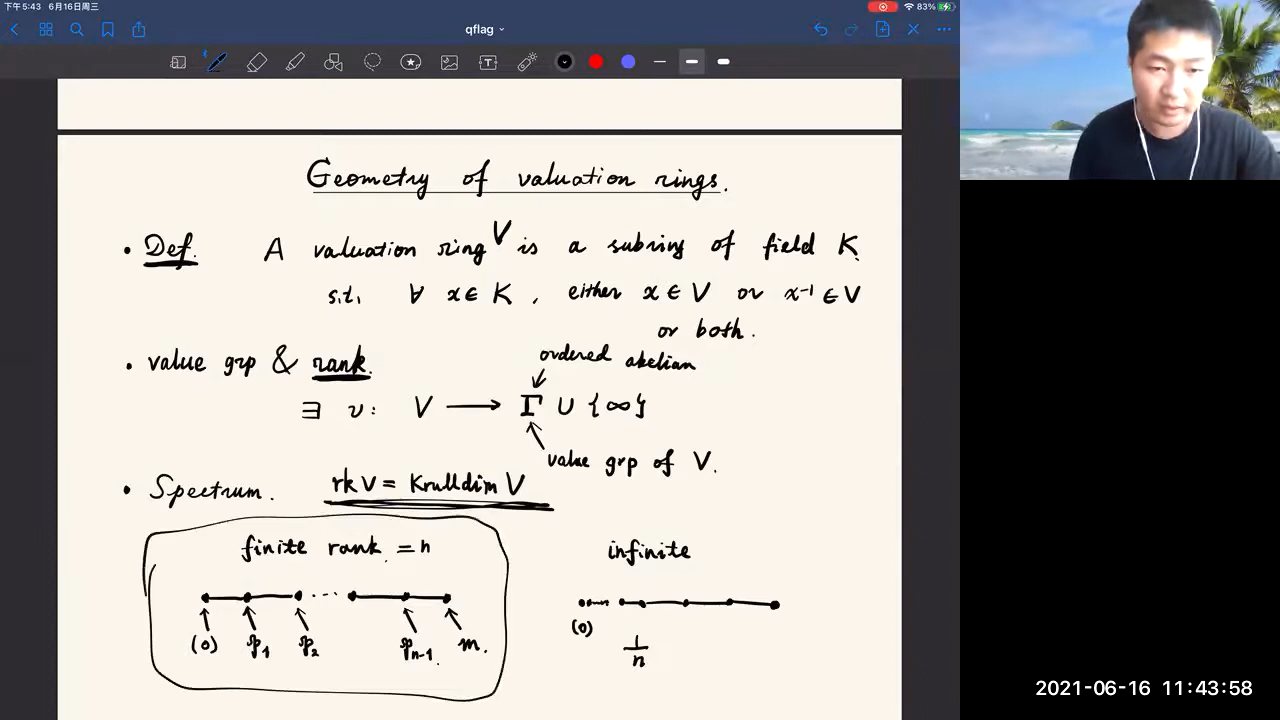 下午5:43 6月16日周三
83%
qflag
Geometry of valuation rings.
• Def. A valuation ring V is a subring of field K
s.t. ∀ x ∈ K, either x ∈ V or x⁻¹ ∈ V
or both.
• value grp & rank.
ordered abelian
∃ v: V ⟶ Γ ∪ {∞}
value grp of V.
• Spectrum. rk V = Krulldim V
finite rank = n
infinite
(0) 𝔭₁ 𝔭₂ ... 𝔭ₙ₋₁ m.
(0)
1/n
2021-06-16 11:43:58